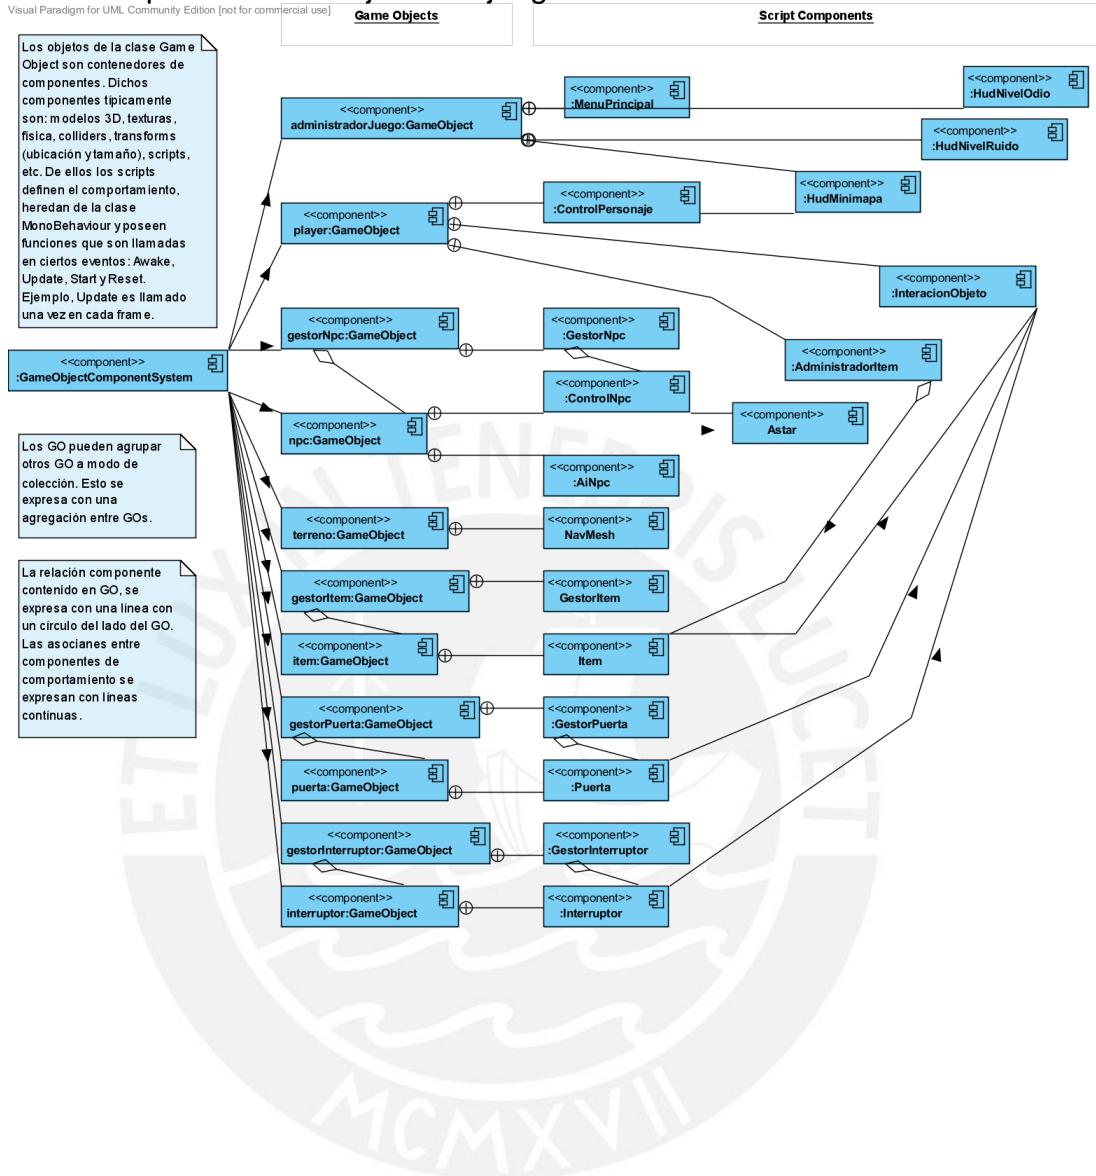 Visual Paradigm for UML Community Edition [not for commercial use]
Game Objects
Script Components
Los objetos de la clase Game
Object son contenedores de
componentes. Dichos
componentes típicamente
son: modelos 3D, texturas,
física, colliders, transforms
(ubicación y tamaño), scripts,
etc. De ellos los scripts
definen el comportamiento,
heredan de la clase
MonoBehaviour y poseen
funciones que son llamadas
en ciertos eventos: Awake,
Update, Start y Reset.
Ejemplo, Update es llamado
una vez en cada frame.
<<component>>
:GameObjectComponentSystem
Los GO pueden agrupar
otros GO a modo de
colección. Esto se
expresa con una
agregación entre GOs.
La relación componente
contenido en GO, se
expresa con una línea con
un círculo del lado del GO.
Las asocianes entre
componentes de
comportamiento se
expresan con líneas
continuas.
<<component>>
administradorJuego:GameObject
<<component>>
:MenuPrincipal
<<component>>
:HudNivelOdio
<<component>>
:HudNivelRuido
<<component>>
:HudMinimapa
<<component>>
player:GameObject
<<component>>
:ControlPersonaje
<<component>>
:InteracionObjeto
<<component>>
:AdministradorItem
<<component>>
gestorNpc:GameObject
<<component>>
:GestorNpc
<<component>>
:ControlNpc
<<component>>
Astar
<<component>>
npc:GameObject
<<component>>
:AiNpc
<<component>>
terreno:GameObject
<<component>>
NavMesh
<<component>>
gestorItem:GameObject
<<component>>
GestorItem
<<component>>
item:GameObject
<<component>>
Item
<<component>>
gestorPuerta:GameObject
<<component>>
:GestorPuerta
<<component>>
puerta:GameObject
<<component>>
:Puerta
<<component>>
gestorInterruptor:GameObject
<<component>>
:GestorInterruptor
<<component>>
interruptor:GameObject
<<component>>
:Interruptor
ET LUX IN TENEBRIS LUCET
MCMXVII